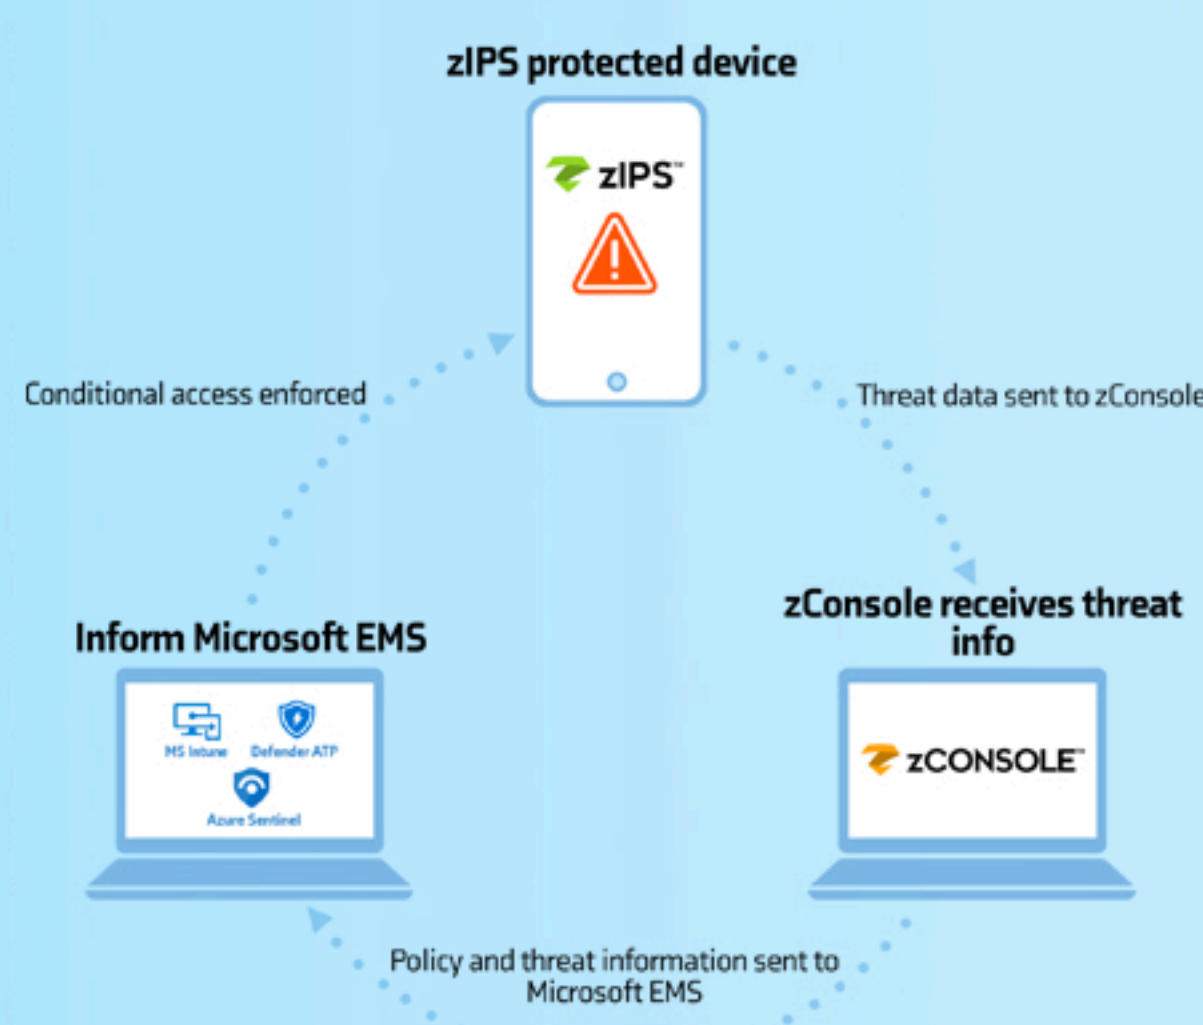 zIPS protected device
zIPS™
Conditional access enforced
Threat data sent to zConsole
Inform Microsoft EMS
zConsole receives threat
info
MS Intune
Defender ATP
Azure Sentinel
zCONSOLE™
Policy and threat information sent to
Microsoft EMS